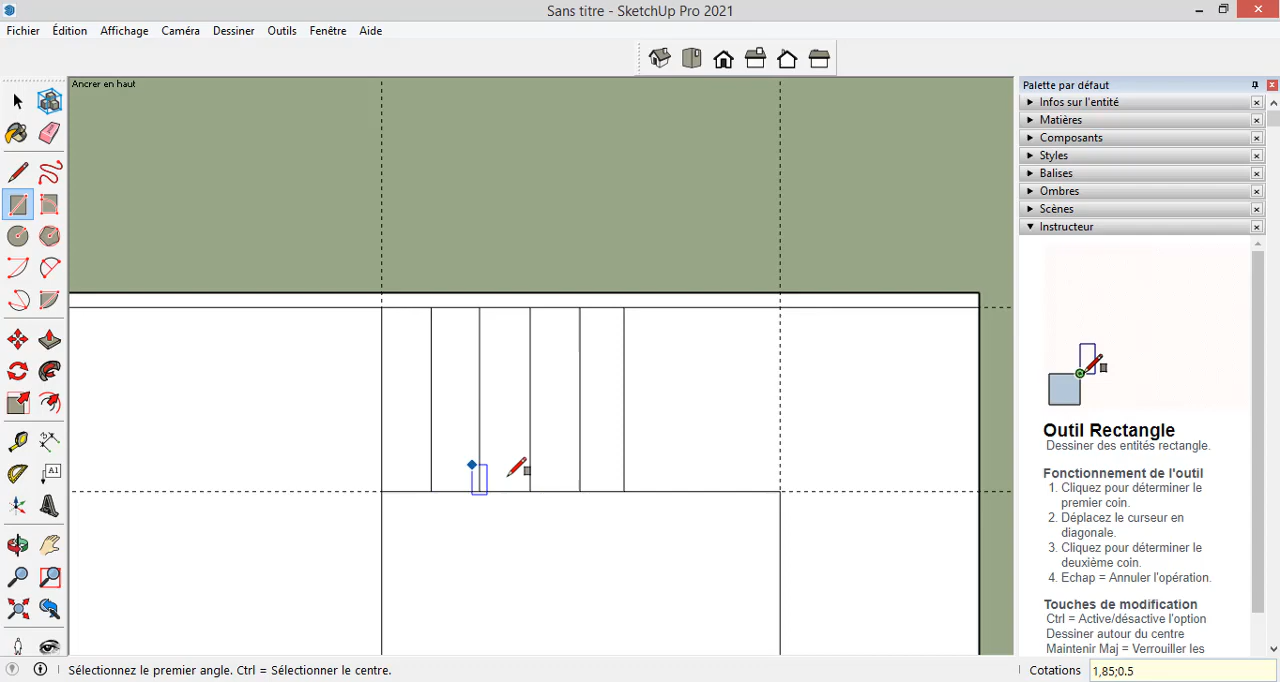 Sans titre - SketchUp Pro 2021
Fichier Édition Affichage Caméra Dessiner Outils Fenêtre Aide
Ancrer en haut
A1
Palette par défaut
Infos sur l'entité
Matières
Composants
Styles
Balises
Ombres
Scènes
Instructeur
Outil Rectangle
Dessiner des entités rectangle.
Fonctionnement de l'outil
1. Cliquez pour déterminer le
premier coin.
2. Déplacez le curseur en
diagonale.
3. Cliquez pour déterminer le
deuxième coin.
4. Echap = Annuler l'opération.
Touches de modification
Ctrl = Active/désactive l'option
Dessiner autour du centre
Maintenir Maj = Verrouiller les
Sélectionnez le premier angle. Ctrl = Sélectionner le centre.
Cotations 1,85;0.5